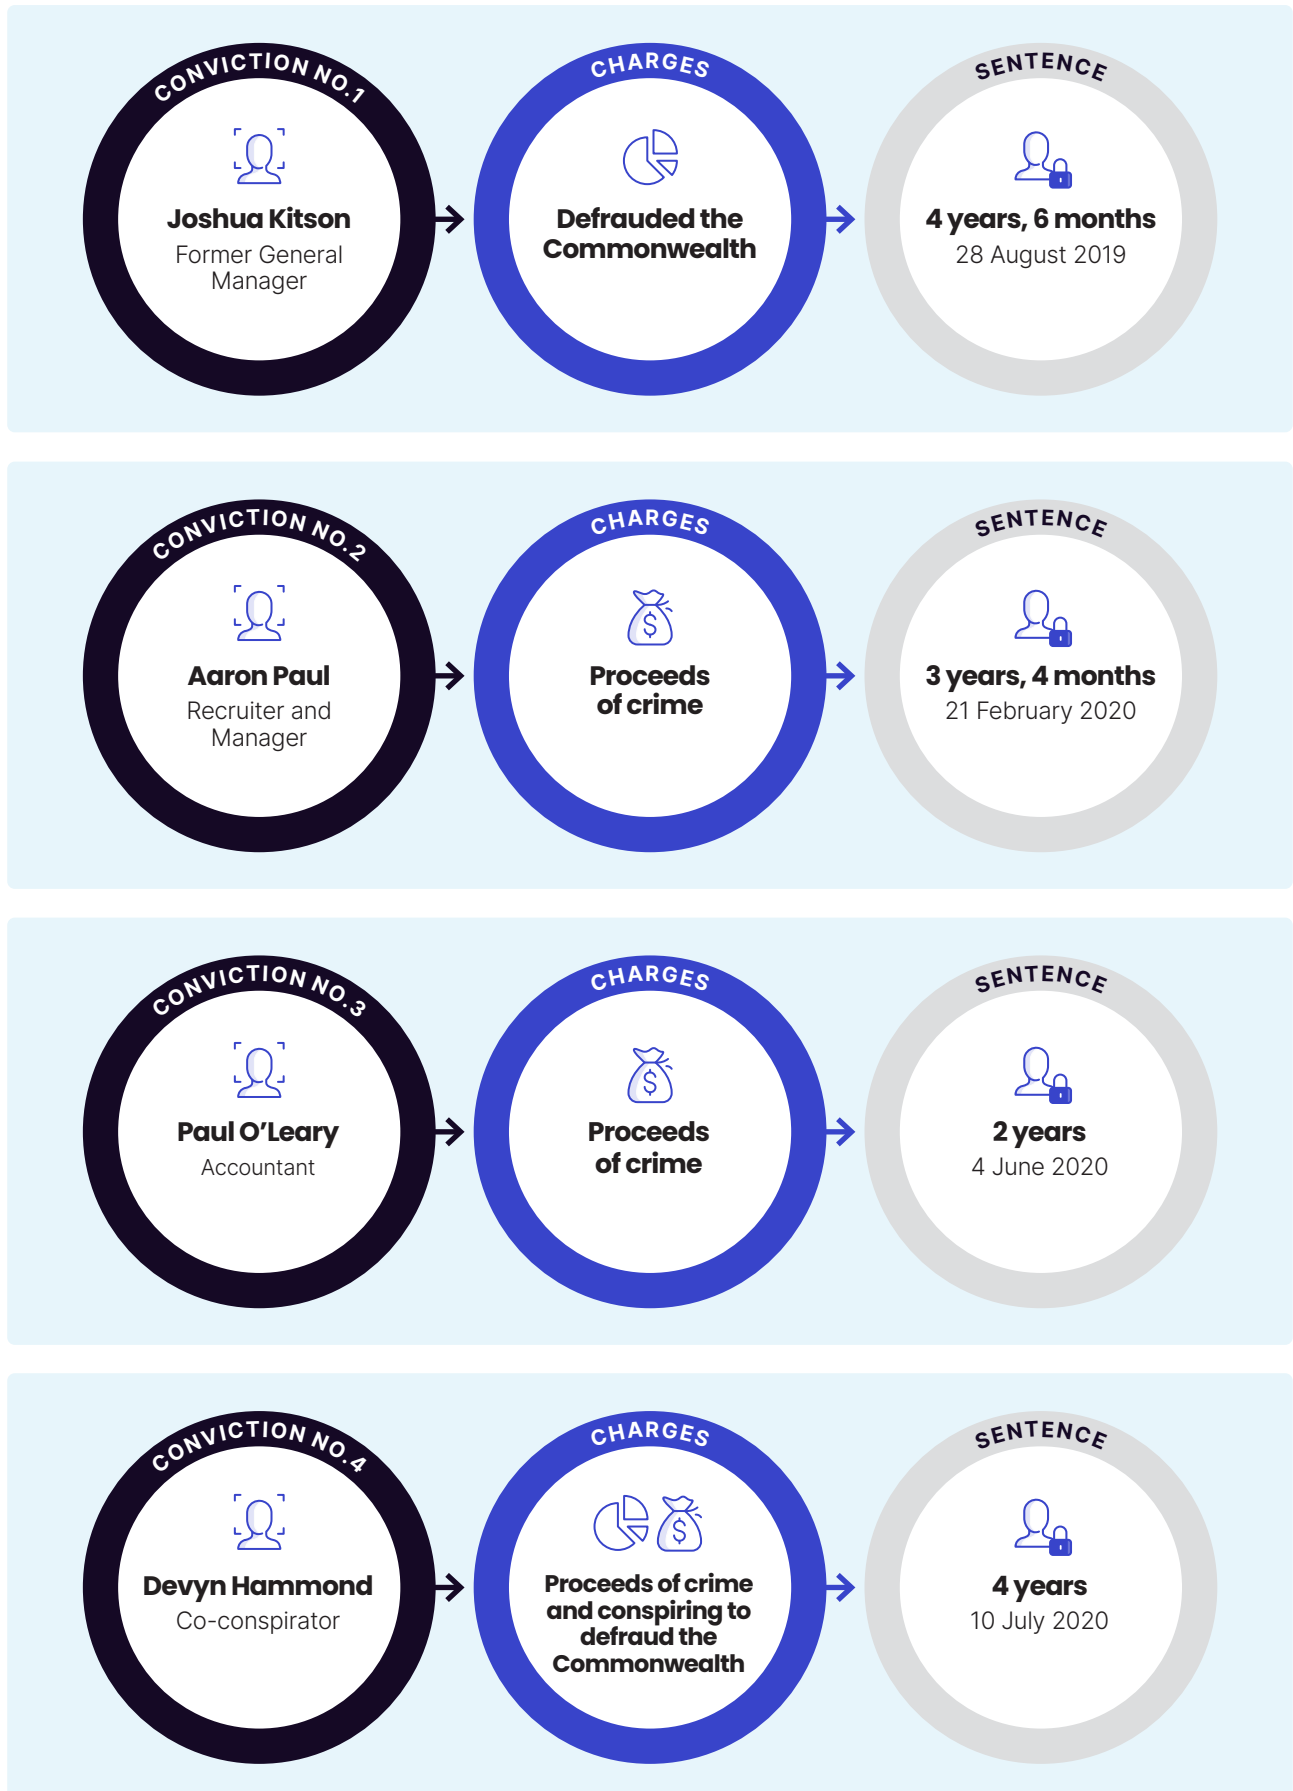 CONVICTION NO.1
Joshua Kitson
Former General
Manager
CHARGES
Defrauded the
Commonwealth
SENTENCE
4 years, 6 months
28 August 2019
CONVICTION NO.2
Aaron Paul
Recruiter and
Manager
CHARGES
$
Proceeds
of crime
SENTENCE
3 years, 4 months
21 February 2020
CONVICTION NO.3
Paul O’Leary
Accountant
CHARGES
$
Proceeds
of crime
SENTENCE
2 years
4 June 2020
CONVICTION NO.4
Devyn Hammond
Co-conspirator
CHARGES
$
Proceeds of crime
and conspiring to
defraud the
Commonwealth
SENTENCE
4 years
10 July 2020